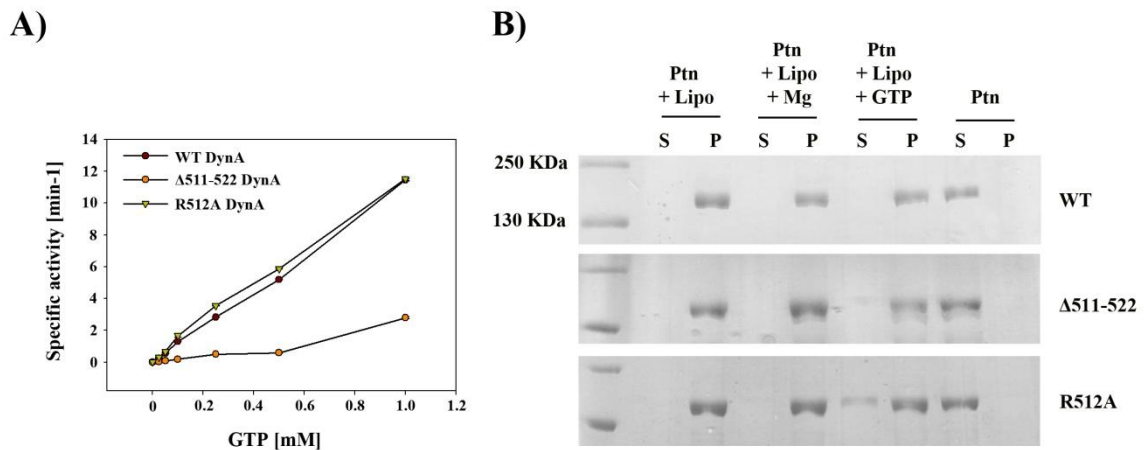 A)
14
12
10
8
6
4
2
0
Specific activity [min-1]
WT DynA
Δ511-522 DynA
R512A DynA
0
0.2
0.4
0.6
0.8
1.0
1.2
GTP [mM]
B)
Ptn
+ Lipo
Ptn
+ Lipo
+ Mg
Ptn
+ Lipo
+ GTP
Ptn
S P S P S P S P
250 KDa
130 KDa
WT
Δ511-522
R512A